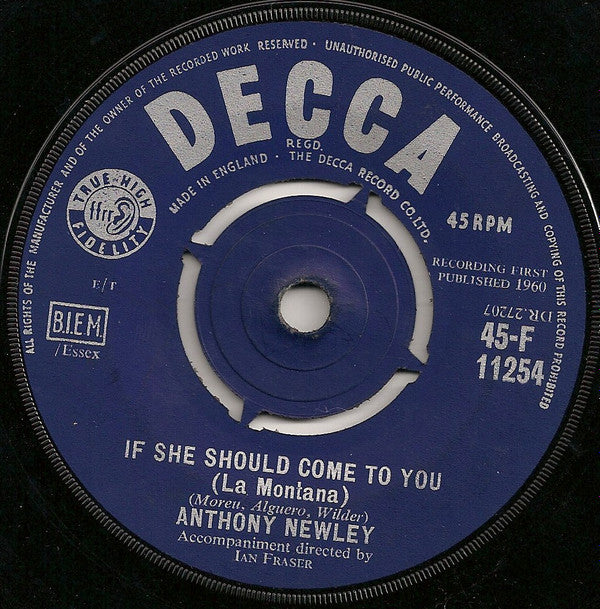 ALL RIGHTS OF THE MANUFACTURER AND OF THE OWNER OF THE RECORDED WORK RESERVED · UNAUTHORISED PUBLIC PERFORMANCE BROADCASTING AND COPYING OF THIS RECORD PROHIBITED
DECCA
REGD.
MADE IN ENGLAND · THE DECCA RECORD CO. LTD.
TRUE-HIGH
ffrr
FIDELITY
45 RPM
RECORDING FIRST
PUBLISHED 1960
E/T
DR.27207
B.I.E.M.
/Essex
45-F
11254
IF SHE SHOULD COME TO YOU
(La Montana)
(Moreu, Alguero, Wilder)
ANTHONY NEWLEY
Accompaniment directed by
IAN FRASER